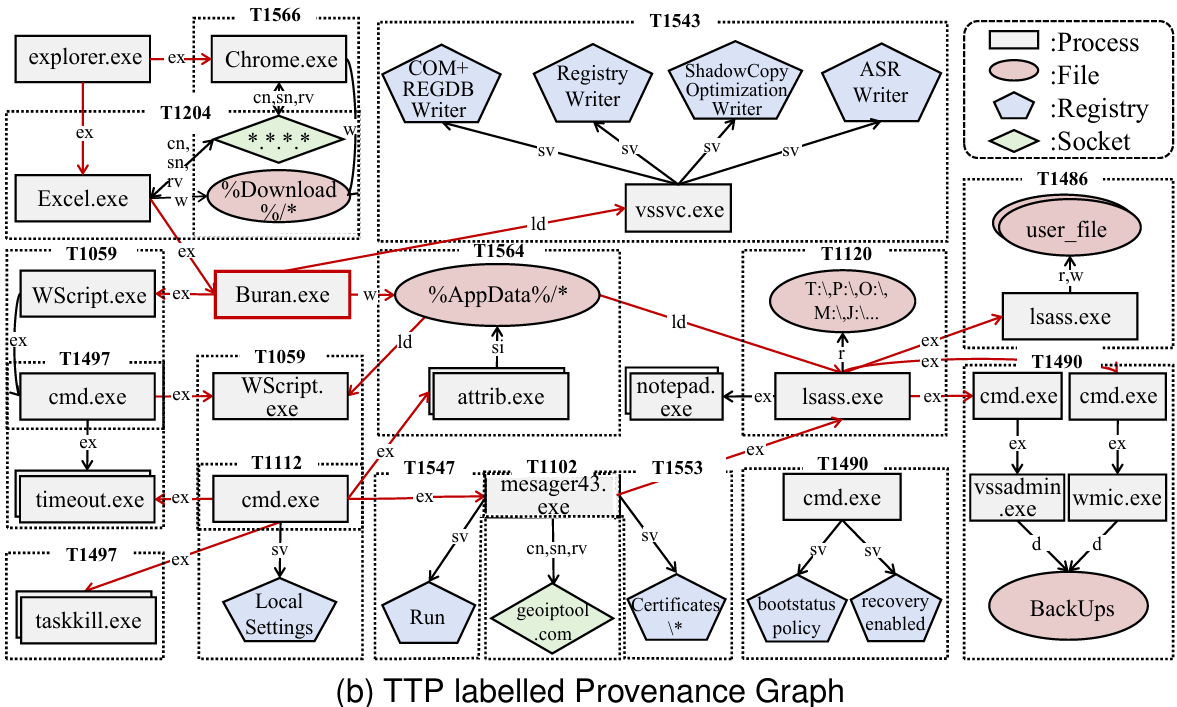 T1566
T1543
explorer.exe
ex
Chrome.exe
COM+
REGDB
Writer
Registry
Writer
ShadowCopy
Optimization
Writer
ASR
Writer
:Process
:File
:Registry
:Socket
cn,sn,rv
T1204
ex
*.*.*.*
w
cn,
sn,
rv
sv
sv
sv
sv
Excel.exe
w
%Download
%/*
vssvc.exe
T1486
user_file
r,w
lsass.exe
ex
ld
T1059
T1564
T1120
WScript.exe
ex
Buran.exe
w
%AppData%/*
T:\,P:\,O:\,
M:\,J:\...
ld
ex
ld
si
r
ex
ex
T1497
T1059
T1490
cmd.exe
ex
WScript.
exe
attrib.exe
notepad.
exe
ex
lsass.exe
ex
cmd.exe
cmd.exe
ex
ex
ex
ex
ex
T1112
T1547
T1102
T1553
T1490
timeout.exe
ex
cmd.exe
ex
mesager43.
exe
cmd.exe
vssadmin
.exe
wmic.exe
T1497
ex
sv
sv
cn,sn,rv
sv
sv
sv
d
d
taskkill.exe
Local
Settings
Run
geoiptool
.com
Certificates
\*
bootstatus
policy
recovery
enabled
BackUps
(b) TTP labelled Provenance Graph